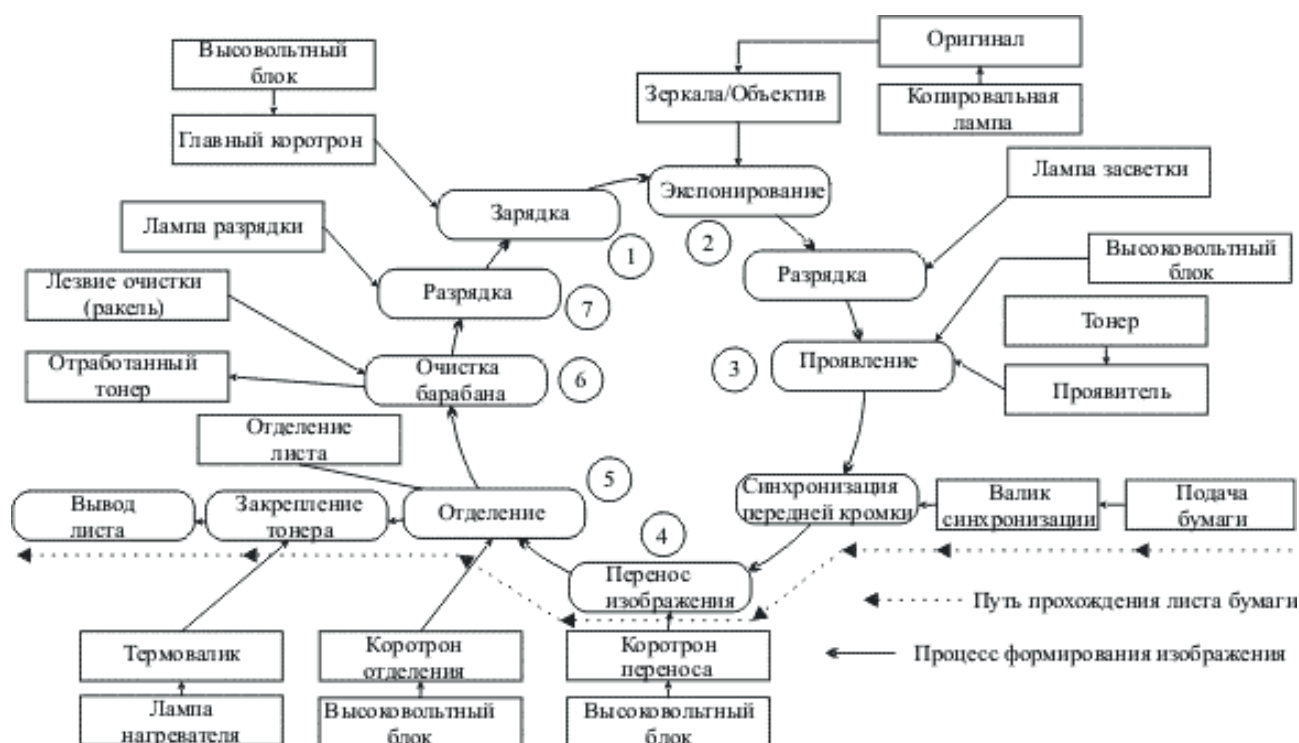 Высовольтный
блок
Оригинал
Зеркала/Объектив
Копировальная
лампа
Главный коротрон
Экспонирование
Лампа засветки
Зарядка
Лампа разрядки
2
1
Высоковольтный
блок
Разрядка
Лезвие очистки
(ракель)
Разрядка
7
Тонер
Проявление
3
Отработанный
тонер
Очистка
барабана
6
Проявитель
Отделение
листа
5
Синхронизация
передней кромки
Валик
синхронизации
Подача
бумаги
Вывод
листа
Закрепление
тонера
Отделение
4
Перенос
изображения
Путь прохождения листа бумаги
Термовалик
Коротрон
отделения
Коротрон
переноса
Процесс формирования изображения
Лампа
нагревателя
Высоковольтный
блок
Высоковольтный
блок